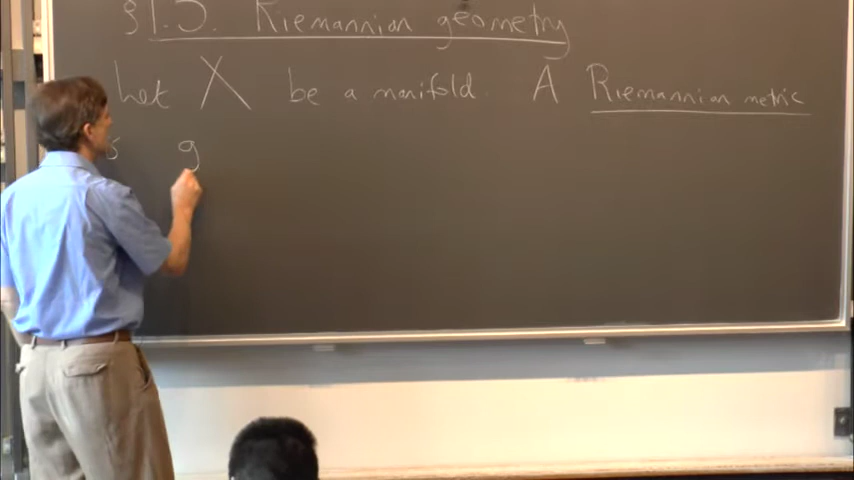 §1.5. Riemannian geometry
Let X be a manifold. A Riemannian metric
g